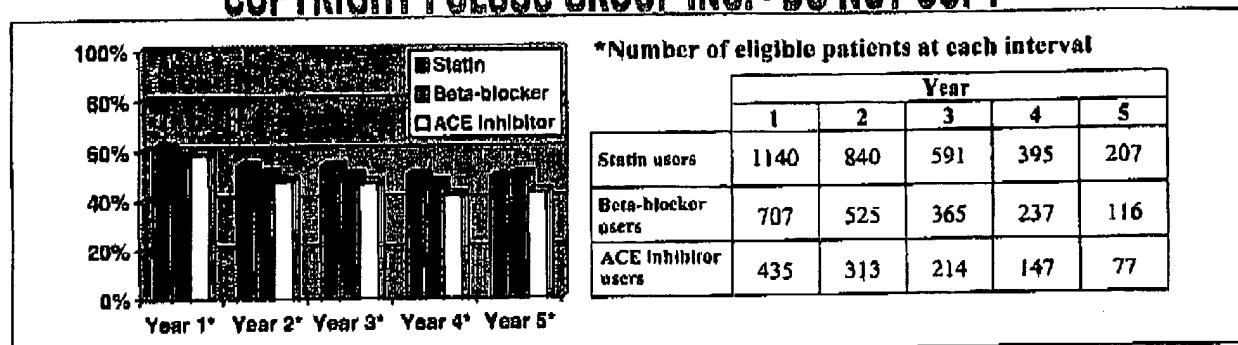 100%
80%
60%
40%
20%
0%
Statin
Beta-blocker
ACE Inhibitor
Year 1* Year 2* Year 3* Year 4* Year 5*
*Number of eligible patients at each interval
Year
1 2 3 4 5
Statin users 1140 840 591 395 207
Beta-blocker users 707 525 365 237 116
ACE Inhibitor users 435 313 214 147 77